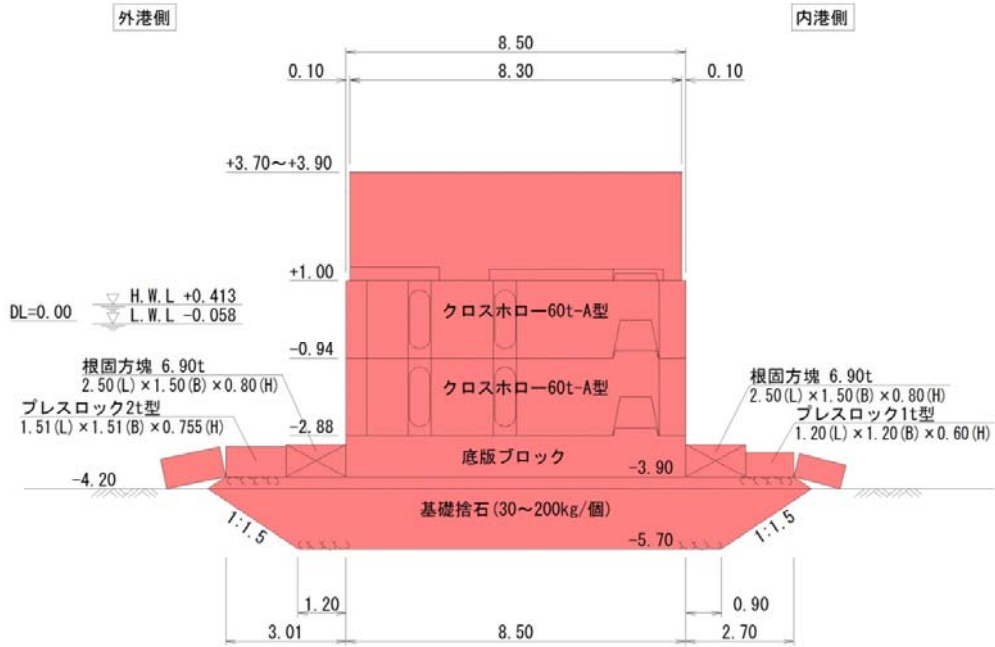 外港側
内港側
8.50
0.10
8.30
0.10
+3.70～+3.90
+1.00
H.W.L +0.413
DL=0.00
L.W.L -0.058
クロスホロー60t-A型
-0.94
根固方塊 6.90t
2.50(L)×1.50(B)×0.80(H)
クロスホロー60t-A型
根固方塊 6.90t
2.50(L)×1.50(B)×0.80(H)
プレスロック2t型
1.51(L)×1.51(B)×0.755(H)
プレスロック1t型
1.20(L)×1.20(B)×0.60(H)
-2.88
底版ブロック
-3.90
-4.20
基礎捨石(30～200kg/個)
1:1.5
1:1.5
-5.70
1.20
0.90
3.01
8.50
2.70